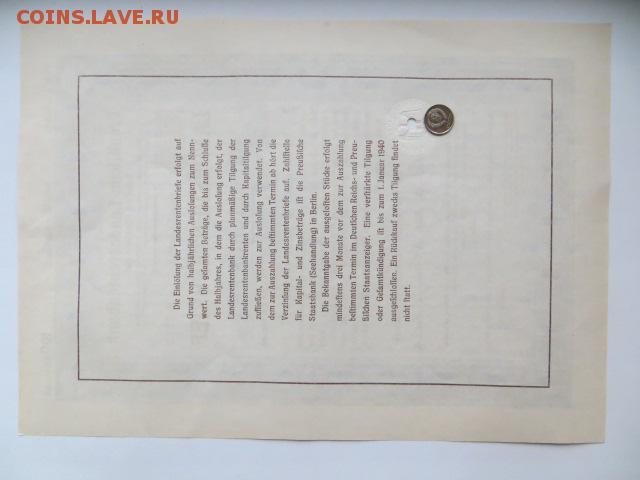 COINS.LAVE.RU
Die Einlösung der Landesrentenbriefe erfolgt auf
Grund von halbjährlichen Auslosungen zum Nenn-
wert. Die gesamten Beträge, die bis zum Schlusse
des Halbjahres, in dem die Auslosung erfolgt, der
Landesrentenbank durch planmäßige Tilgung der
Landesrentenbankrenten und durch Kapitaltilgung
zufließen, werden zur Auslosung verwendet. Von
dem zur Auszahlung bestimmten Termin ab hört die
Verzinsung der Landesrentenbriefe auf. Zahlstelle
für Kapital- und Zinsbeträge ist die Preußische
Staatsbank (Seehandlung) in Berlin.
Die Bekanntgabe der ausgelosten Stücke erfolgt
mindestens drei Monate vor dem zur Auszahlung
bestimmten Termin im Deutschen Reichs- und Preu-
ßischen Staatsanzeiger. Eine verstärkte Tilgung
oder Gesamtkündigung ist bis zum 1. Januar 1940
ausgeschlossen. Ein Rückkauf zwecks Tilgung findet
nicht statt.